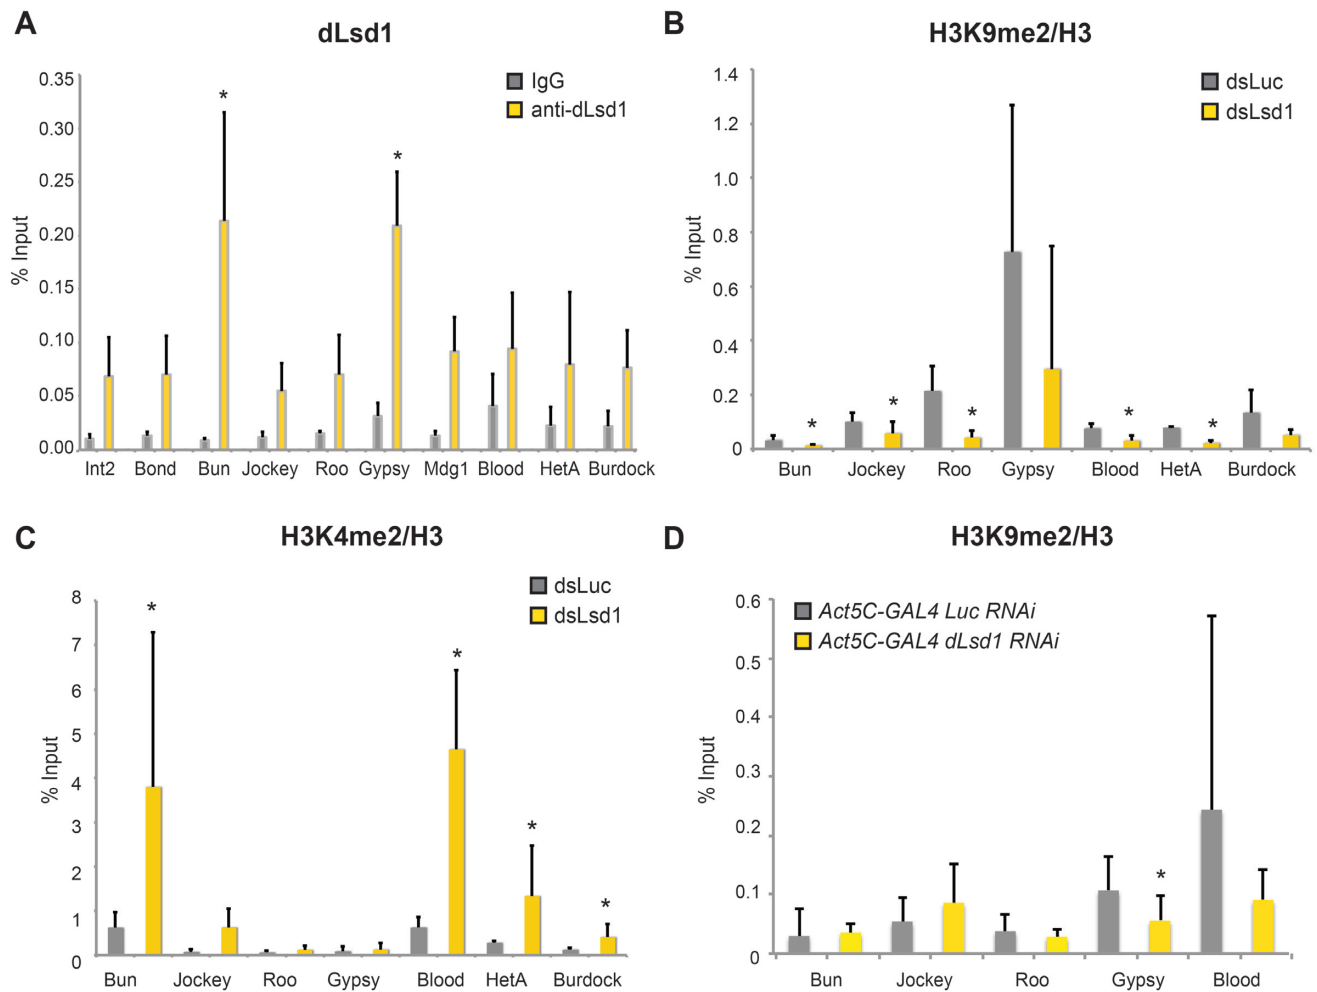 A
dLsd1
IgG
anti-dLsd1
% Input
0.35
0.30
0.25
0.20
0.15
0.10
0.05
0.00
*
*
Int2 Bond Bun Jockey Roo Gypsy Mdg1 Blood HetA Burdock
B
H3K9me2/H3
dsLuc
dsLsd1
% Input
1.4
1.2
1.0
0.8
0.6
0.4
0.2
0
* * * * *
Bun Jockey Roo Gypsy Blood HetA Burdock
C
H3K4me2/H3
dsLuc
dsLsd1
% Input
8
7
6
5
4
3
2
1
0
* * * *
Bun Jockey Roo Gypsy Blood HetA Burdock
D
H3K9me2/H3
Act5C-GAL4 Luc RNAi
Act5C-GAL4 dLsd1 RNAi
% Input
0.6
0.5
0.4
0.3
0.2
0.1
0
*
Bun Jockey Roo Gypsy Blood